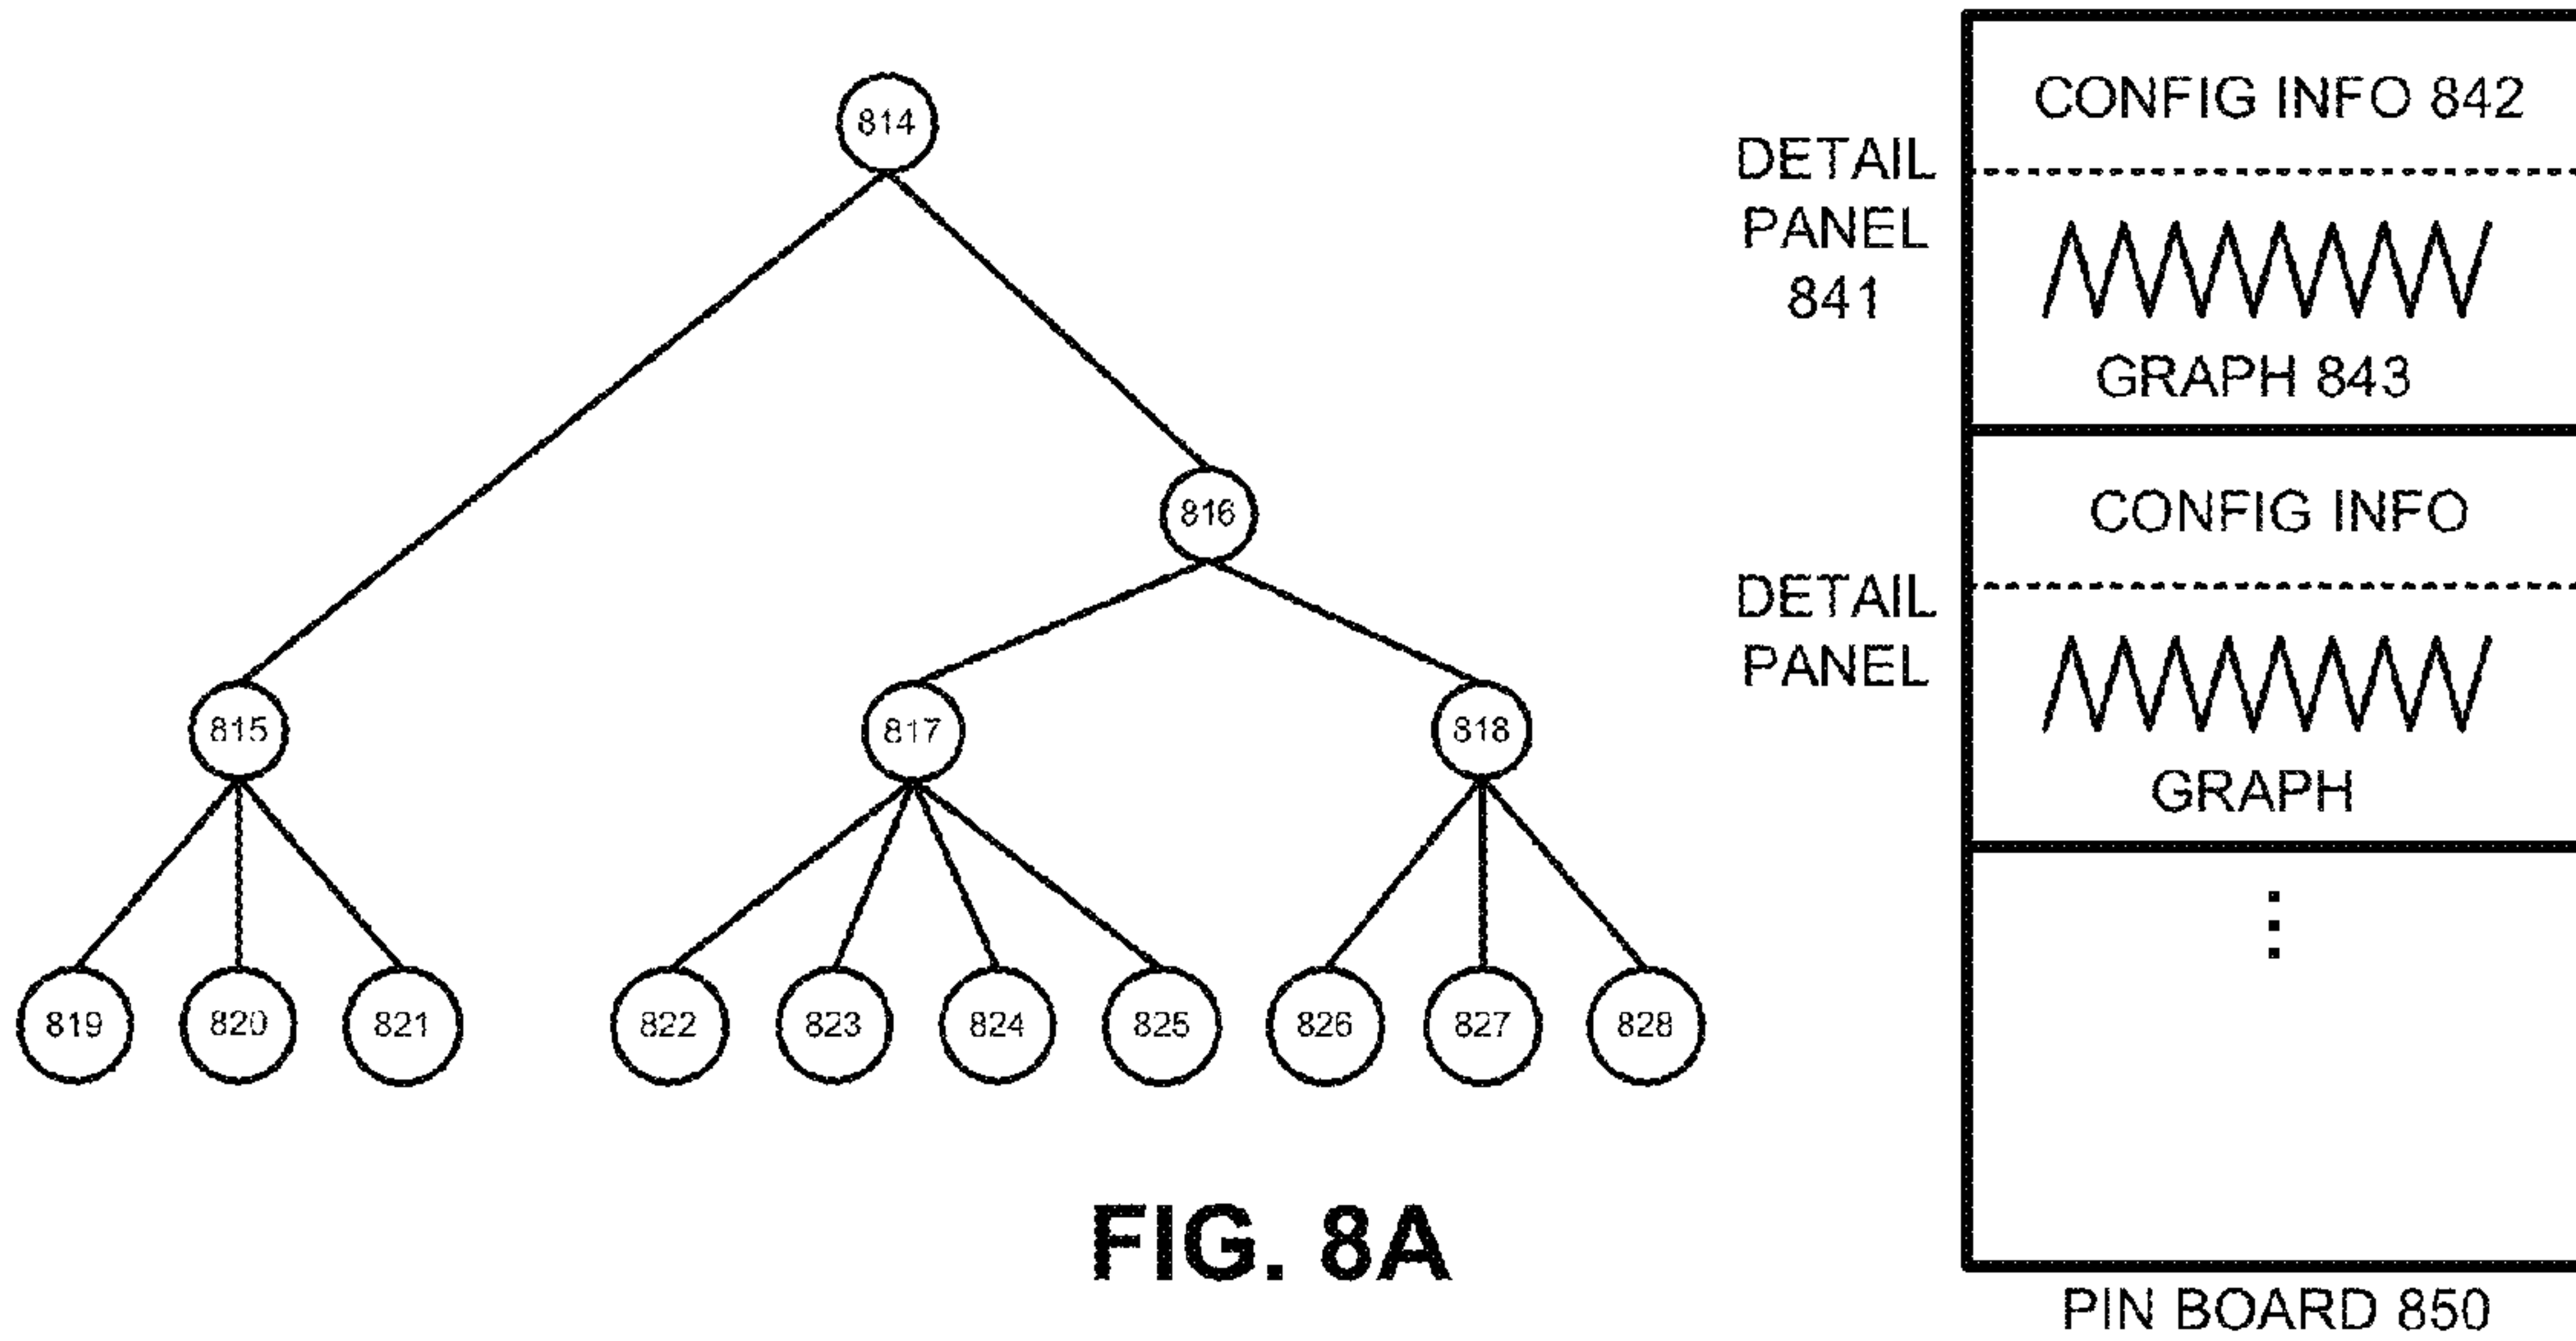 814
816
815
817
818
819
820
821
822
823
824
825
826
827
828
FIG. 8A
DETAIL
PANEL
841
CONFIG INFO 842
GRAPH 843
DETAIL
PANEL
CONFIG INFO
GRAPH
PIN BOARD 850